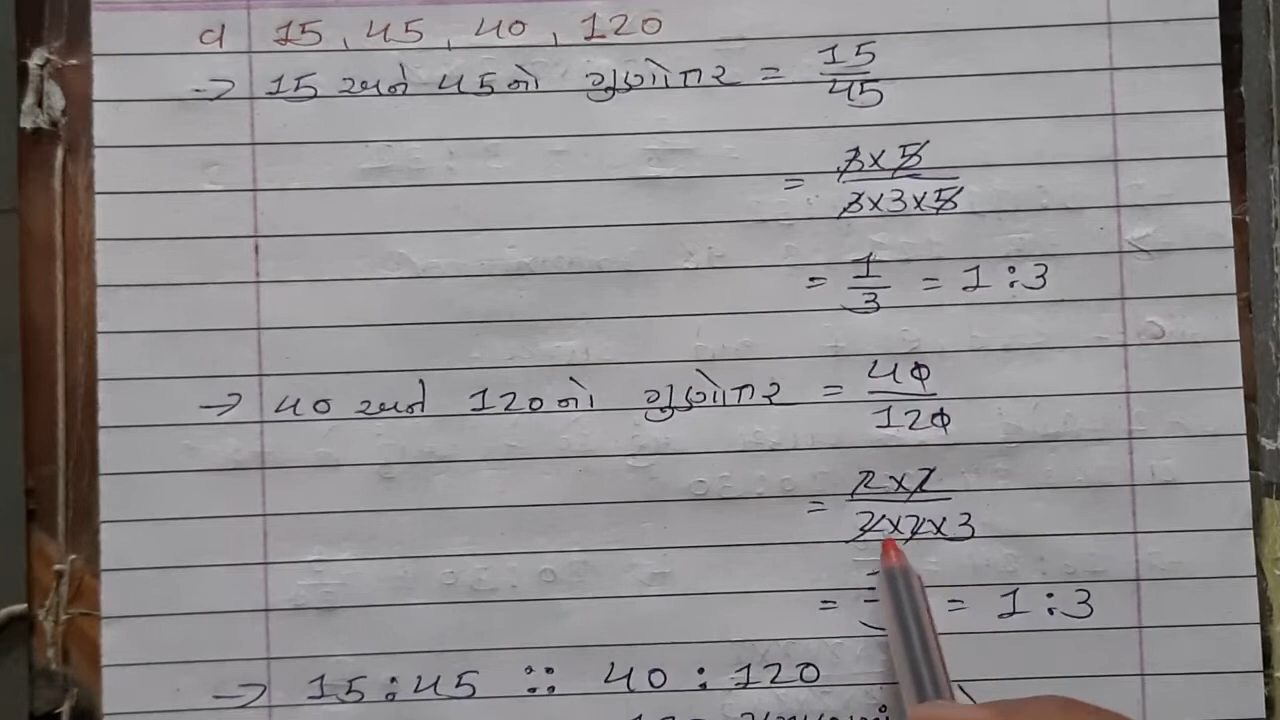 d 15, 45, 40, 120
→ 15 અને 45નો ગુણોત્તર = 15/45
= 3×5/3×3×5
= 1/3 = 1:3
→ 40 અને 120નો ગુણોત્તર = 40/120
= 2×2/2×2×3
= = 1:3
→ 15:45 :: 40:120